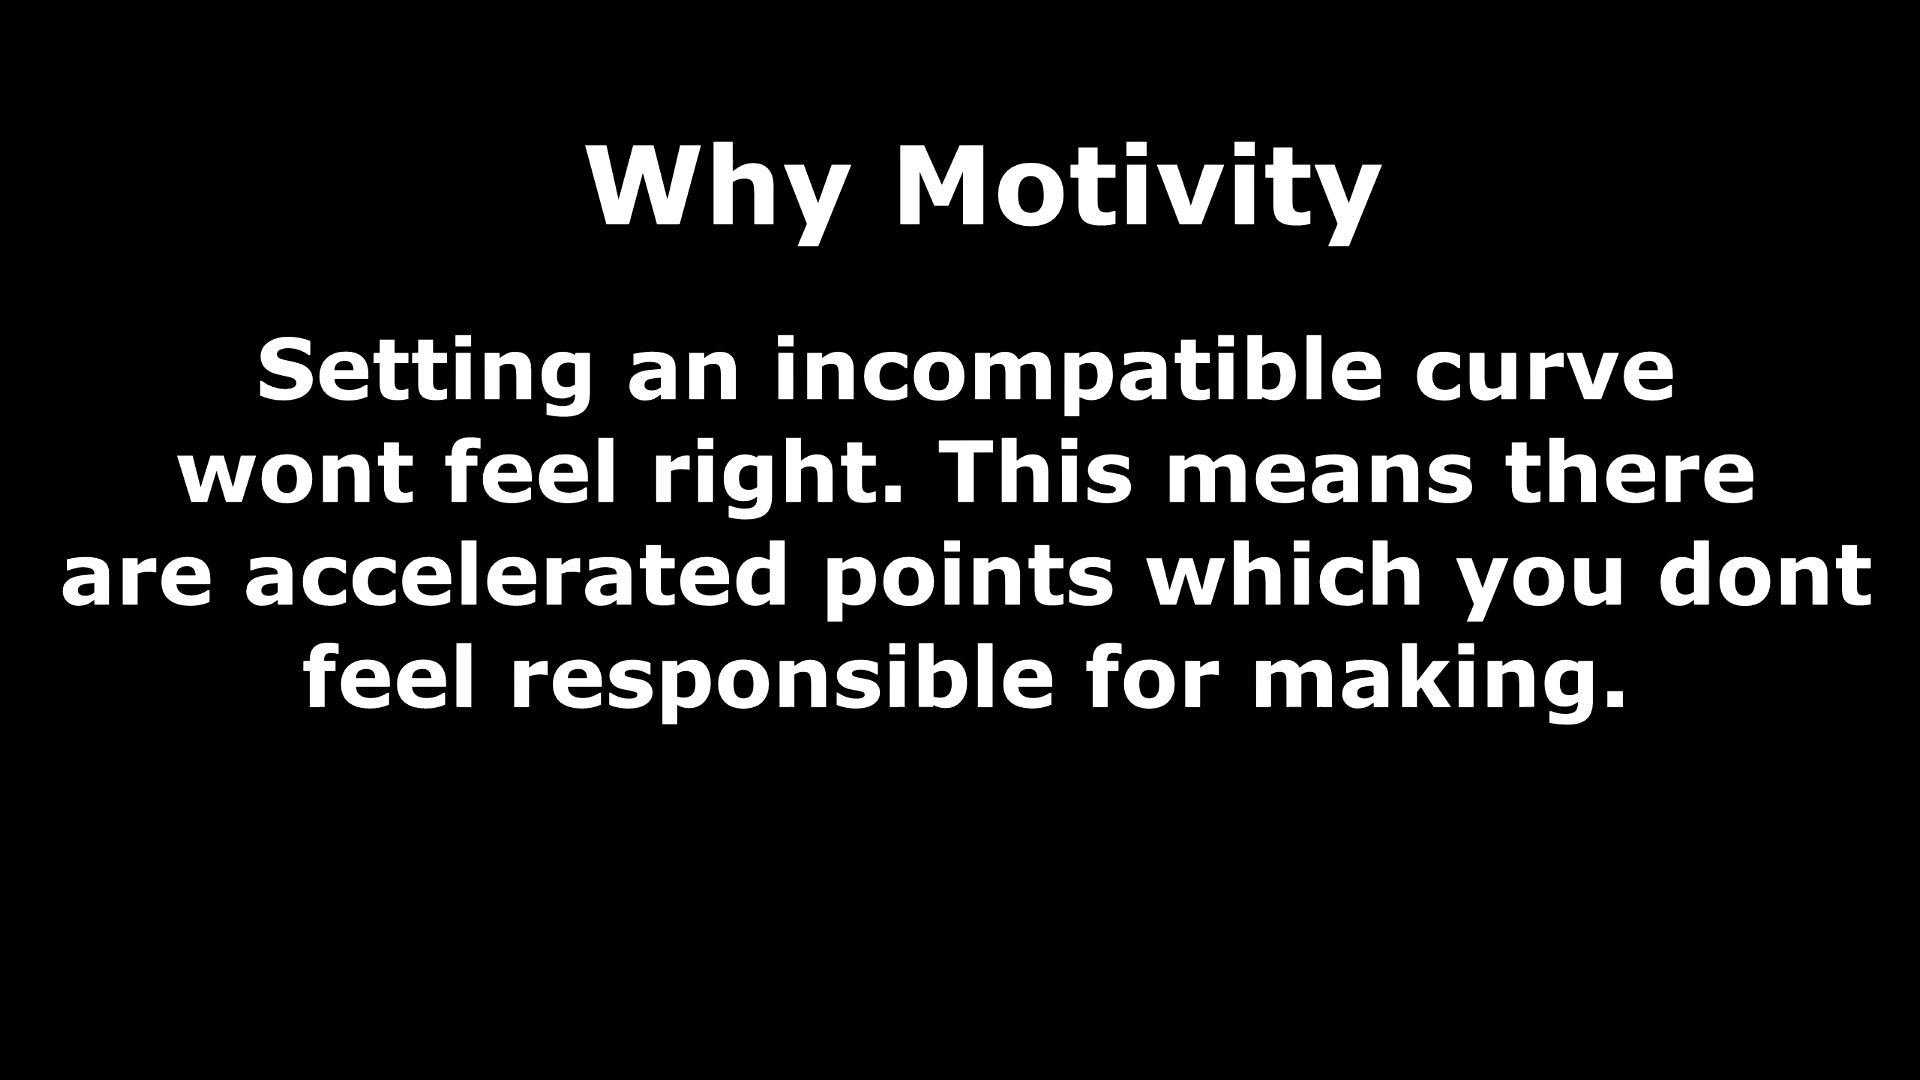 Why Motivity
Setting an incompatible curve
wont feel right. This means there
are accelerated points which you dont
feel responsible for making.